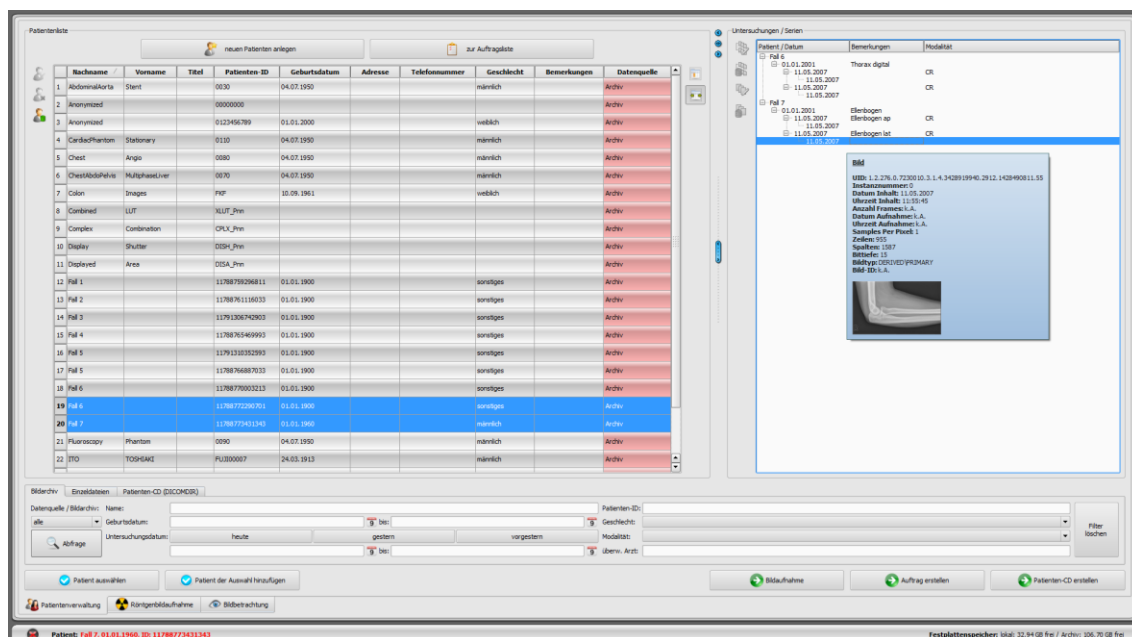 Patientenliste
neuen Patienten anlegen
zur Auftragsliste
Nachname Vorname Titel Patienten-ID Geburtsdatum Adresse Telefonnummer Geschlecht Bemerkungen Datenquelle
1 AbdominalAorta Stent 0030 04.07.1950 männlich Archiv
2 Anonymized 00000000 Archiv
3 Anonymized 0123456789 01.01.2000 weiblich Archiv
4 CardiacPhantom Stationary 0110 04.07.1950 männlich Archiv
5 Chest Angio 0080 04.07.1950 männlich Archiv
6 ChestAbdoPelvis MultiphaseLiver 0070 04.07.1950 männlich Archiv
7 Colon Images FKP 10.09.1961 weiblich Archiv
8 Combined LUT XLUT_Pnn Archiv
9 Complex Combination CPLX_Pnn Archiv
10 Display Shutter DISH_Pnn Archiv
11 Displayed Area DISA_Pnn Archiv
12 Fall 1 11788759296811 01.01.1900 sonstiges Archiv
13 Fall 2 11788761116033 01.01.1900 sonstiges Archiv
14 Fall 3 11791306742903 01.01.1900 sonstiges Archiv
15 Fall 4 11788765469993 01.01.1900 sonstiges Archiv
16 Fall 5 11791310352593 01.01.1900 sonstiges Archiv
17 Fall 5 11788766887033 01.01.1900 sonstiges Archiv
18 Fall 6 11788770003213 01.01.1900 sonstiges Archiv
19 Fall 6 11788772290701 01.01.1900 sonstiges Archiv
20 Fall 7 11788773431343 01.01.1960 männlich Archiv
21 Fluoroscopy Phantom 0090 04.07.1950 männlich Archiv
22 ITO TOSHIAKI FUJI00007 24.03.1913 männlich Archiv
Untersuchungen / Serien
Patient / Datum Bemerkungen Modalität
Fall 6
01.01.2001 Thorax digital
11.05.2007 CR
11.05.2007
11.05.2007 CR
11.05.2007
Fall 7
01.01.2001 Ellenbogen
11.05.2007 Ellenbogen ap CR
11.05.2007
11.05.2007 Ellenbogen lat CR
11.05.2007
Bild
UID: 1.2.276.0.7230010.3.1.4.3428919940.2912.1428490811.55
Instanznummer: 0
Datum Inhalt: 11.05.2007
Uhrzeit Inhalt: 11:55:45
Anzahl Frames: k.A.
Datum Aufnahme: k.A.
Uhrzeit Aufnahme: k.A.
Samples Per Pixel: 1
Zeilen: 955
Spalten: 1587
Bittiefe: 15
Bildtyp: DERIVED\PRIMARY
Bild-ID: k.A.
Bildarchiv Einzeldateien Patienten-CD (DICOMDIR)
Datenquelle / Bildarchiv: Name: Patienten-ID:
alle Geburtsdatum: 9 bis: 9 Geschlecht:
Abfrage Untersuchungsdatum: heute gestern vorgestern Modalität:
9 bis: 9 überw. Arzt:
Filter
löschen
Patient auswählen Patient der Auswahl hinzufügen Bildaufnahme Auftrag erstellen Patienten-CD erstellen
Patientenverwaltung Röntgenbildaufnahme Bildbetrachtung
Patient: Fall 7, 01.01.1960, ID: 11788773431343 Festplattenspeicher: lokal: 32.94 GB frei / Archiv: 106.70 GB frei